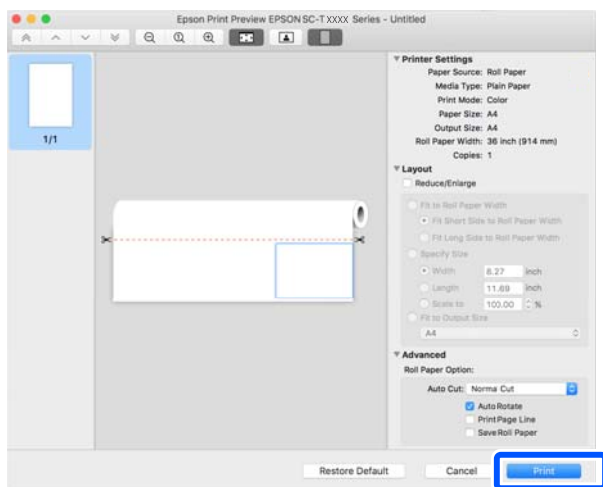 Epson Print Preview EPSON SC-T XXXX Series - Untitled
1/1
Printer Settings
Paper Source: Roll Paper
Media Type: Plain Paper
Print Mode: Color
Paper Size: A4
Output Size: A4
Roll Paper Width: 36 inch (914 mm)
Copies: 1
Layout
Reduce/Enlarge
Fit to Roll Paper Width
Fit Short Side to Roll Paper Width
Fit Long Side to Roll Paper Width
Specify Size
Width 8.27 inch
Length 11.69 inch
Scale to 100.00 %
Fit to Output Size
A4
Advanced
Roll Paper Option:
Auto Cut: Norma Cut
Auto Rotate
Print Page Line
Save Roll Paper
Restore Default Cancel Print